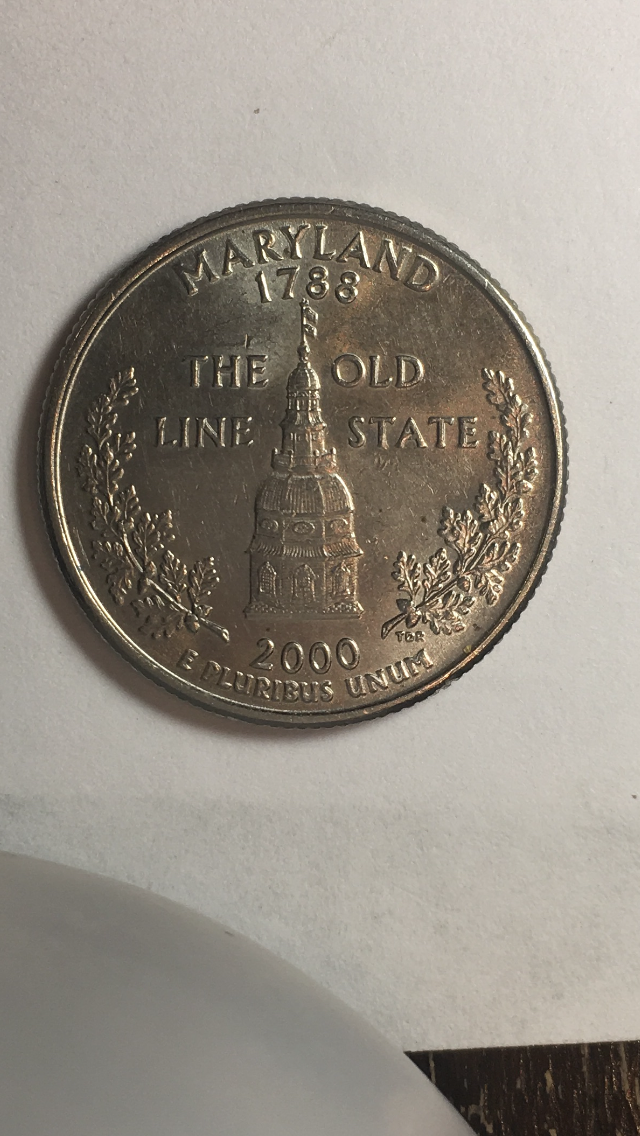 MARYLAND
1788
THE OLD
LINE STATE
TDR
2000
E PLURIBUS UNUM